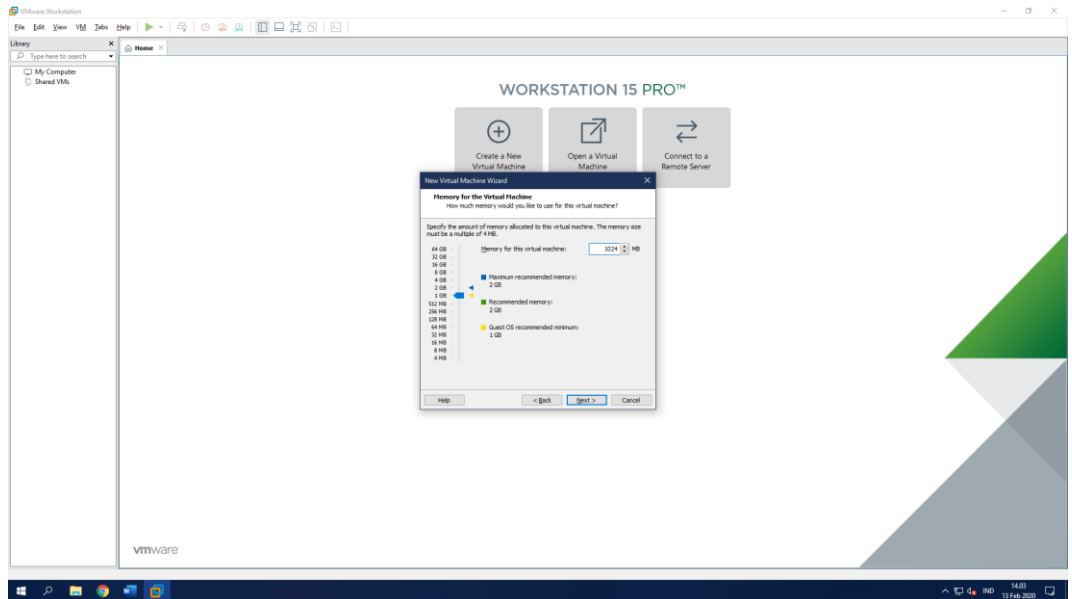 VMware Workstation
File Edit View VM Tabs Help
Library
Type here to search
My Computer
Shared VMs
Home
WORKSTATION 15 PRO™
Create a New
Virtual Machine
Open a Virtual
Machine
Connect to a
Remote Server
New Virtual Machine Wizard
Memory for the Virtual Machine
How much memory would you like to use for this virtual machine?
Specify the amount of memory allocated to this virtual machine. The memory size
must be a multiple of 4 MB.
Memory for this virtual machine: 1024 MB
64 GB
32 GB
16 GB
8 GB
4 GB
2 GB
1 GB
512 MB
256 MB
128 MB
64 MB
32 MB
16 MB
8 MB
4 MB
Maximum recommended memory:
2 GB
Recommended memory:
2 GB
Guest OS recommended minimum:
1 GB
Help
< Back
Next >
Cancel
vmware
IND
14.03
13 Feb 2020